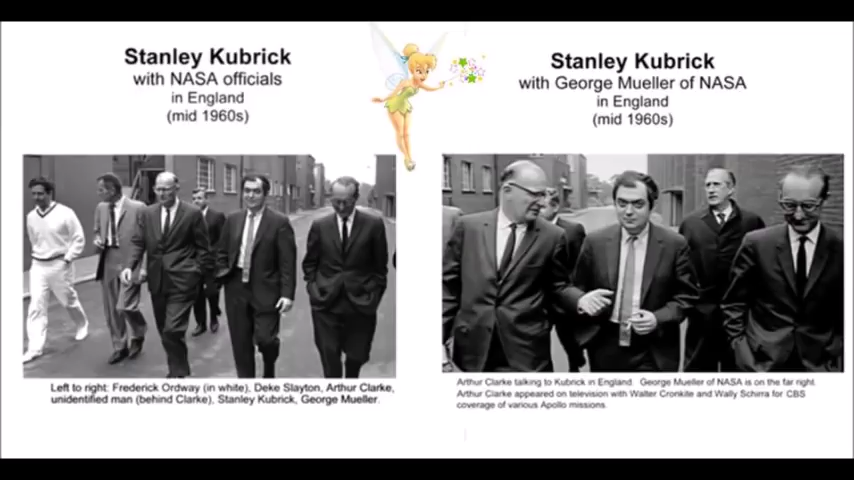 Stanley Kubrick
with NASA officials
in England
(mid 1960s)
Left to right: Frederick Ordway (in white), Deke Slayton, Arthur Clarke,
unidentified man (behind Clarke), Stanley Kubrick, George Mueller.
Stanley Kubrick
with George Mueller of NASA
in England
(mid 1960s)
Arthur Clarke talking to Kubrick in England. George Mueller of NASA is on the far right.
Arthur Clarke appeared on television with Walter Cronkite and Wally Schirra for CBS
coverage of various Apollo missions.